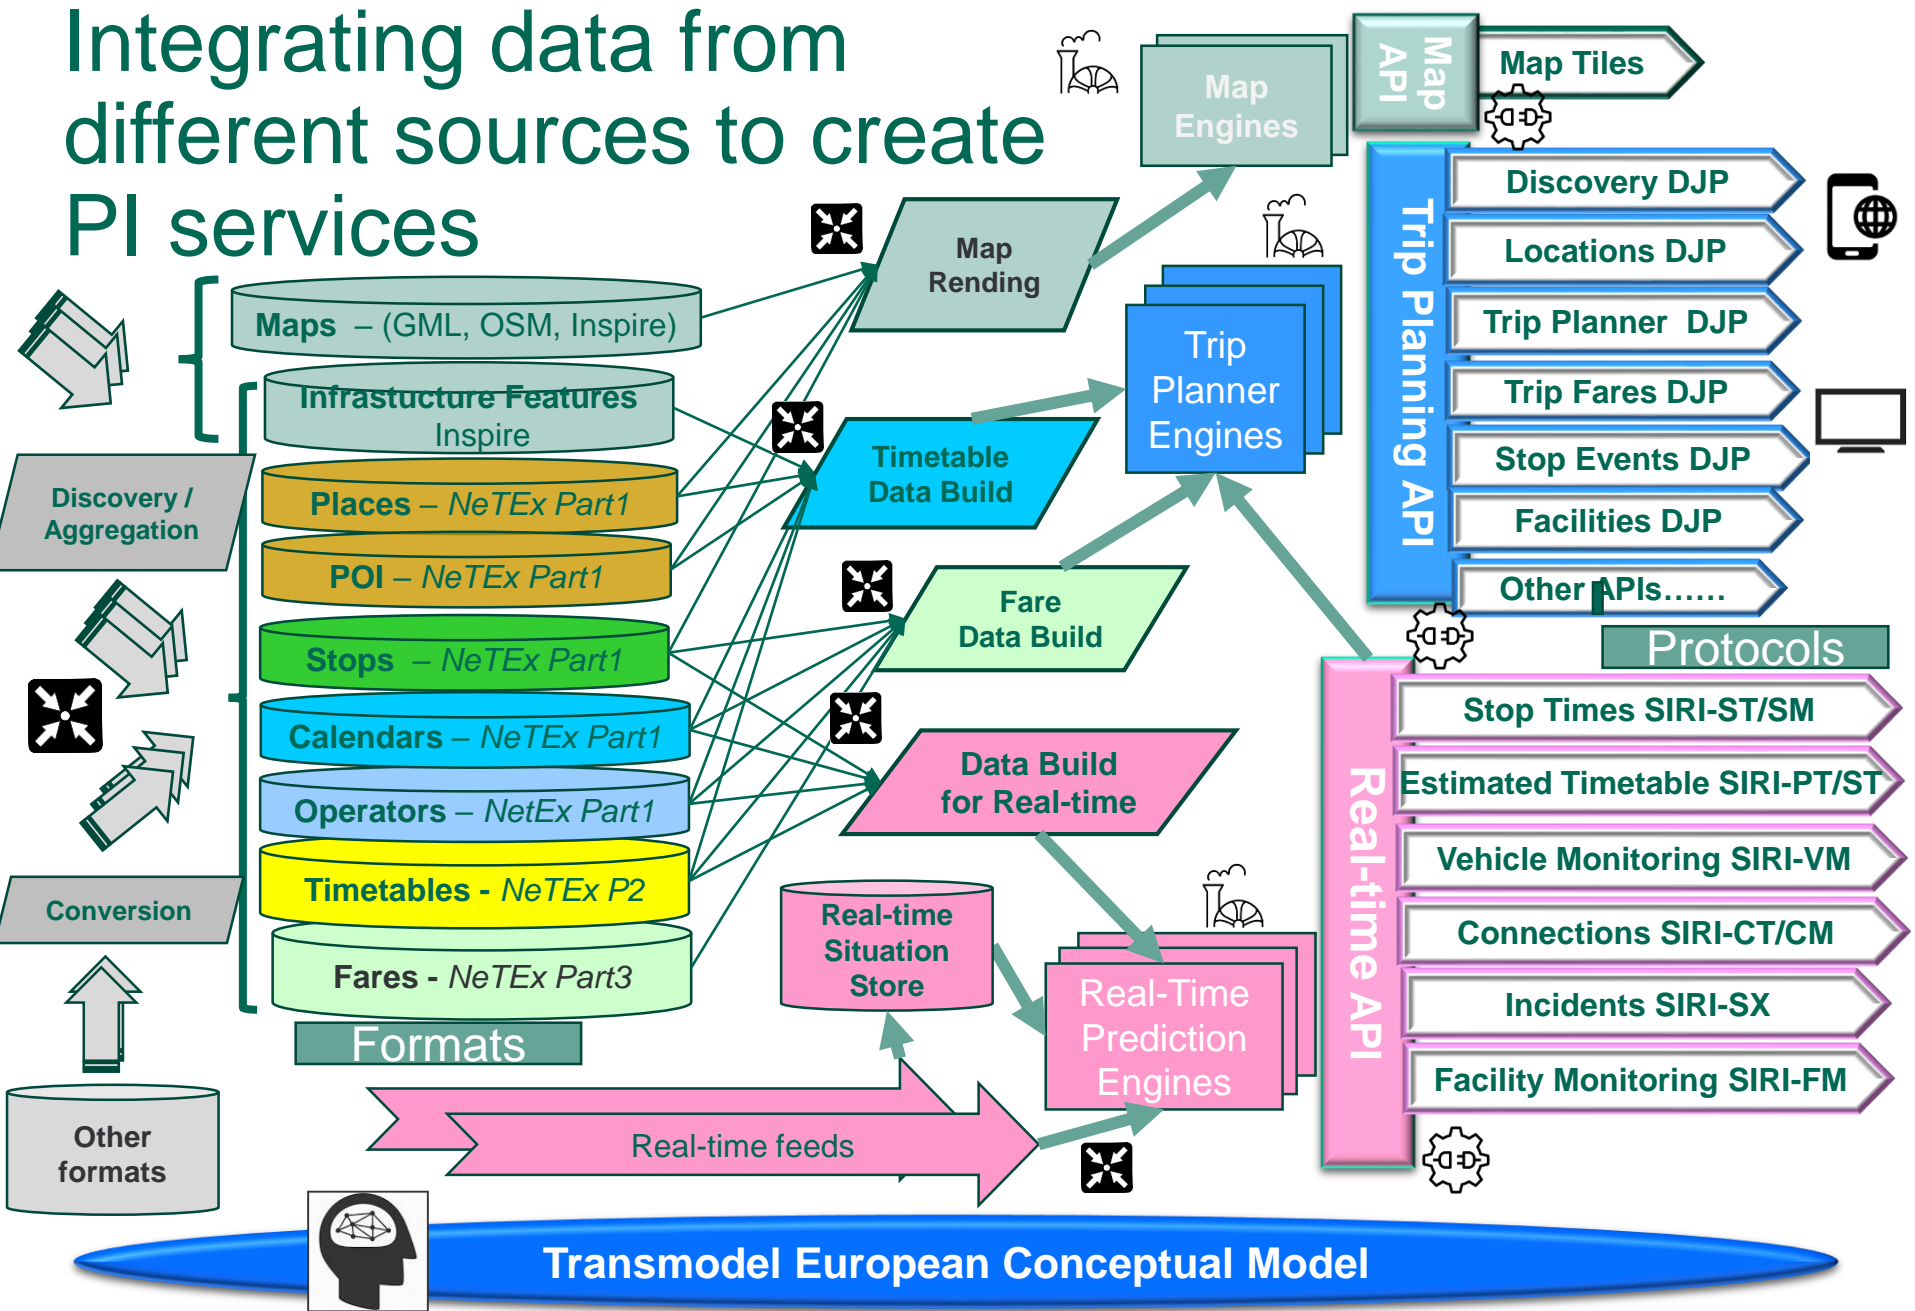 Integrating data from
different sources to create
PI services
Map
Engines
Map
API
Map Tiles
Discovery DJP
Locations DJP
Trip Planner DJP
Trip Fares DJP
Stop Events DJP
Facilities DJP
Other APIs......
Trip Planning API
Protocols
Map
Rending
Maps – (GML, OSM, Inspire)
Infrastucture Features
Inspire
Places – NeTEx Part1
POI – NeTEx Part1
Stops – NeTEx Part1
Calendars – NeTEx Part1
Operators – NetEx Part1
Timetables - NeTEx P2
Fares - NeTEx Part3
Formats
Discovery /
Aggregation
Conversion
Other
formats
Timetable
Data Build
Fare
Data Build
Data Build
for Real-time
Trip
Planner
Engines
Real-time
Situation
Store
Real-Time
Prediction
Engines
Real-time feeds
Real-time API
Stop Times SIRI-ST/SM
Estimated Timetable SIRI-PT/ST
Vehicle Monitoring SIRI-VM
Connections SIRI-CT/CM
Incidents SIRI-SX
Facility Monitoring SIRI-FM
Transmodel European Conceptual Model